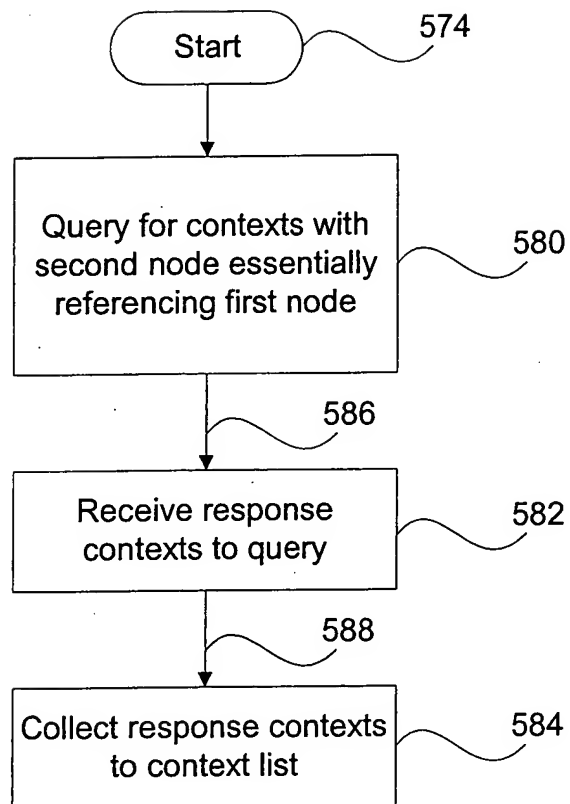 Start
574
Query for contexts with
second node essentially
referencing first node
580
586
Receive response
contexts to query
582
588
Collect response contexts
to context list
584